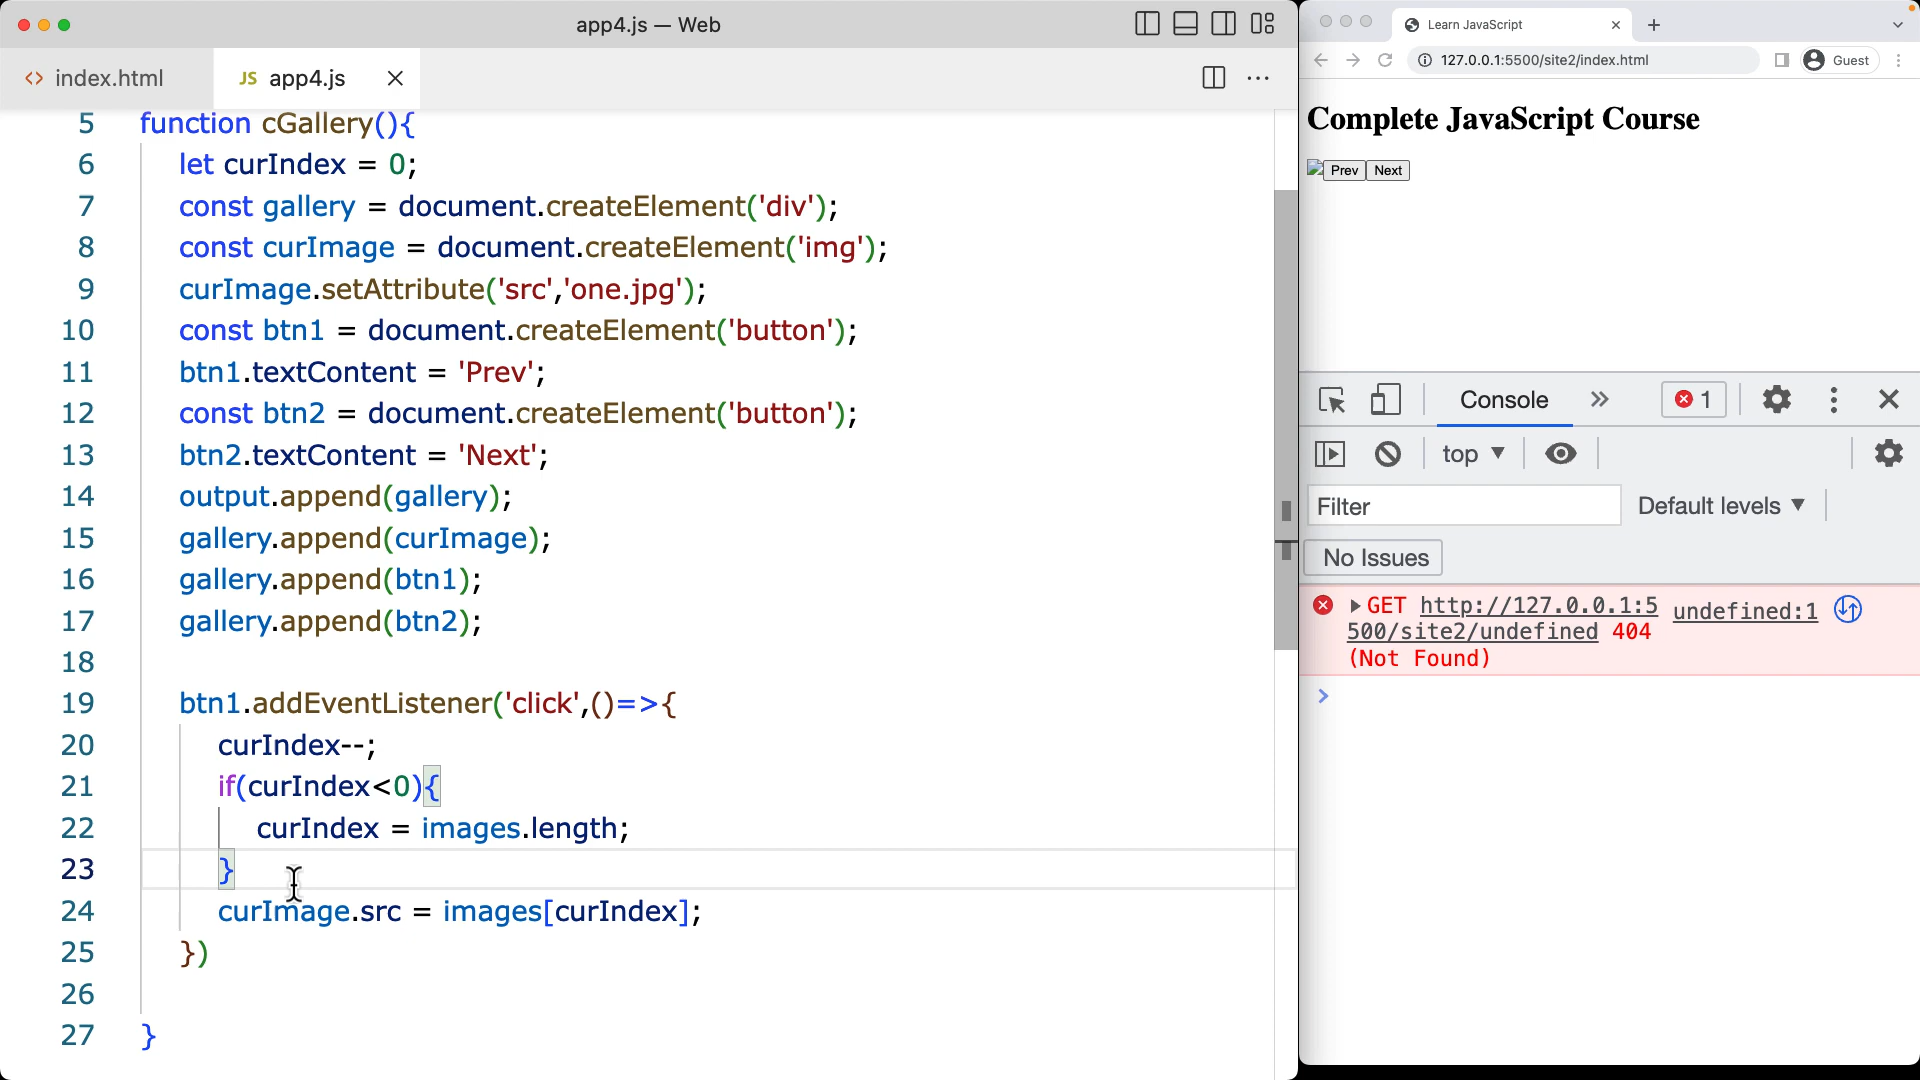 app4.js — Web
index.html
JS app4.js
5 function cGallery(){
6 let curIndex = 0;
7 const gallery = document.createElement('div');
8 const curImage = document.createElement('img');
9 curImage.setAttribute('src','one.jpg');
10 const btn1 = document.createElement('button');
11 btn1.textContent = 'Prev';
12 const btn2 = document.createElement('button');
13 btn2.textContent = 'Next';
14 output.append(gallery);
15 gallery.append(curImage);
16 gallery.append(btn1);
17 gallery.append(btn2);
18
19 btn1.addEventListener('click',()=>{
20 curIndex--;
21 if(curIndex<0){
22 curIndex = images.length;
23 }
24 curImage.src = images[curIndex];
25 })
26
27 }
Learn JavaScript
127.0.0.1:5500/site2/index.html
Guest
Complete JavaScript Course
Prev Next
Console 1
top
Filter Default levels
No Issues
GET http://127.0.0.1:5 undefined:1
500/site2/undefined 404
(Not Found)